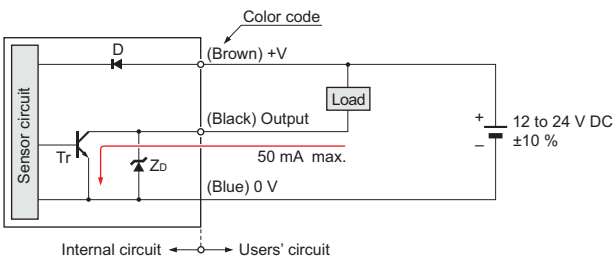 Color code
D
(Brown) +V
Sensor circuit
Load
(Black) Output
+
12 to 24 V DC
–
±10 %
Tr
ZD
50 mA max.
(Blue) 0 V
Internal circuit
Users' circuit